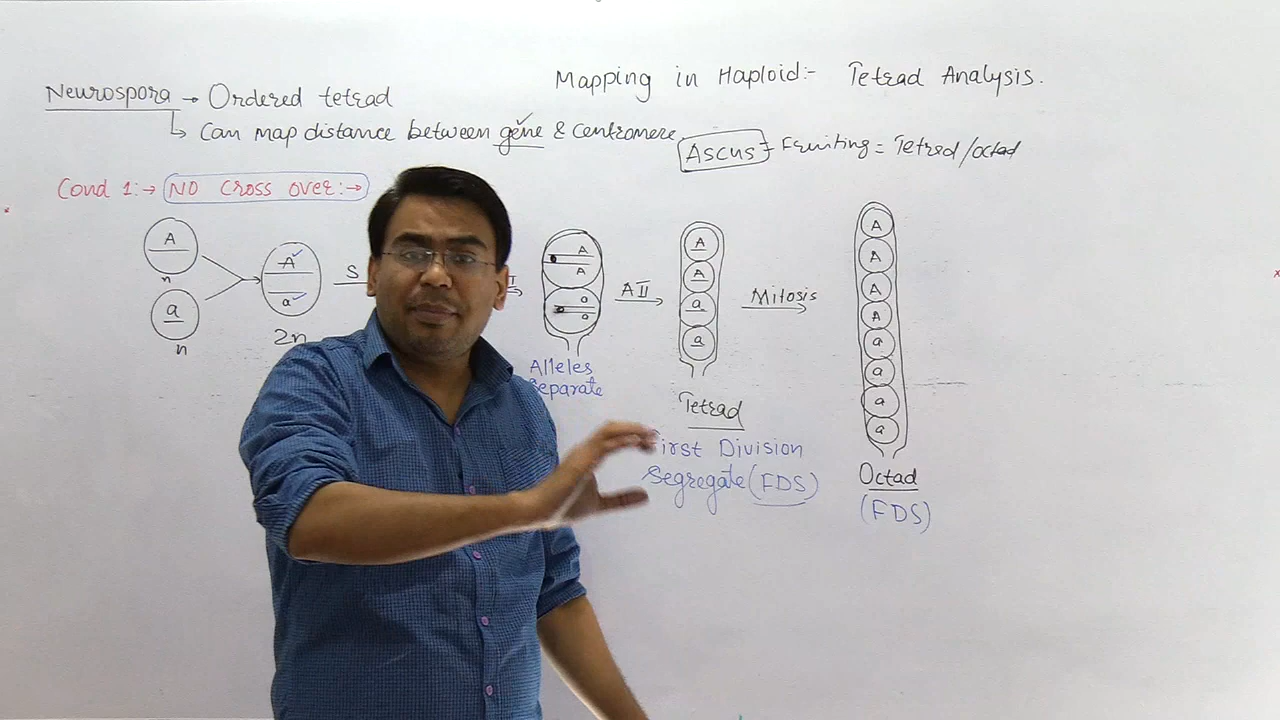 Mapping in Haploid:- Tetrad Analysis.
Neurospora → Ordered tetrad
↳ Can map distance between gene & centromere
Ascus - Fruiting = Tetred/octad
Cond 1:→ NO Cross over:→
A
n
a
n
A
a
2n
S
I
A
A
a
a
Alleles
Separate
AII
A
A
a
a
Tetrad
First Division
Segregate (FDS)
Mitosis
A
A
A
A
a
a
a
a
Octad
(FDS)